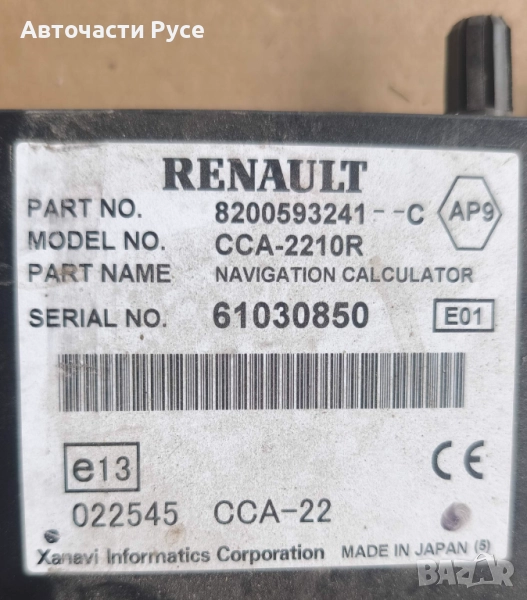 Авточасти Русе
RENAULT
PART NO. 8200593241--C AP9
MODEL NO. CCA-2210R
PART NAME NAVIGATION CALCULATOR
SERIAL NO. 61030850 E01
e13 CE
022545 CCA-22
Xanavi Informatics Corporation MADE IN JAPAN (5)
BAZAR